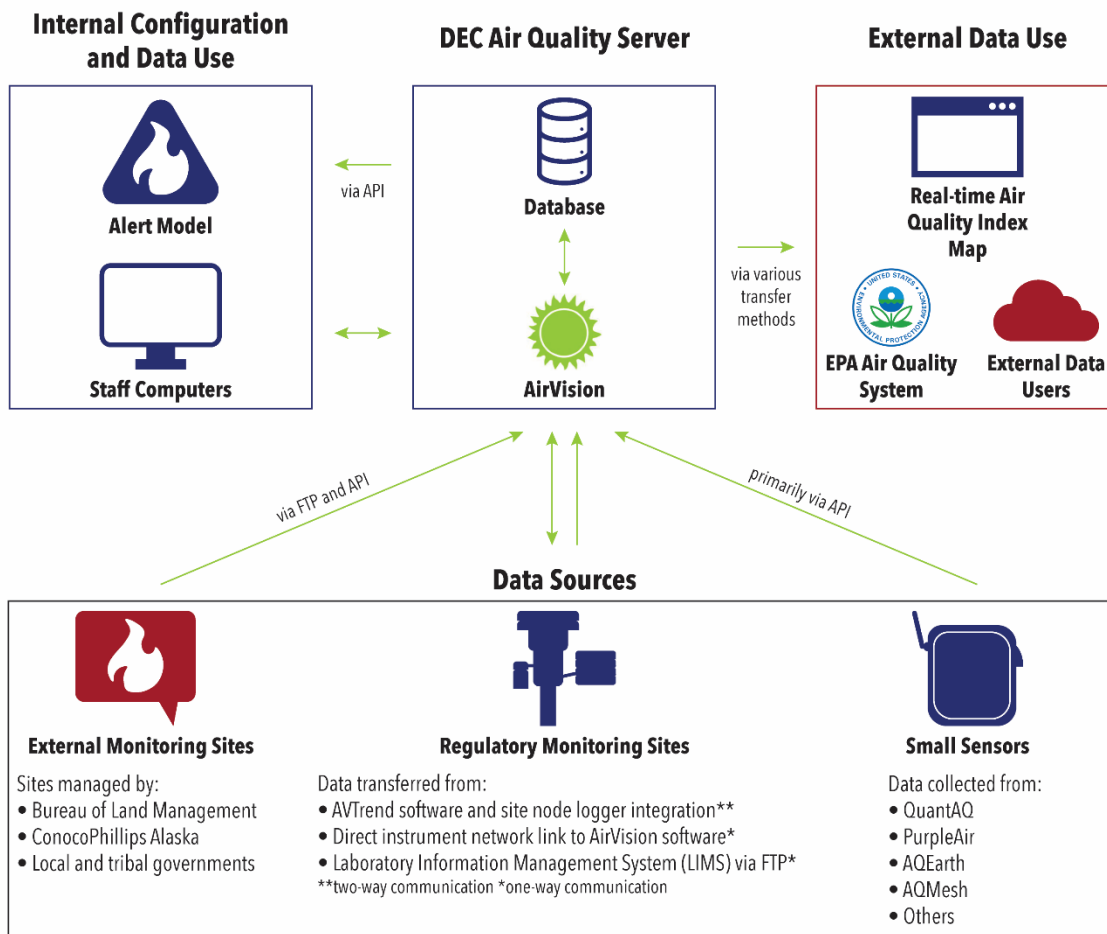 Internal Configuration
and Data Use
DEC Air Quality Server
External Data Use
Alert Model
via API
Staff Computers
Database
AirVision
via various
transfer
methods
Real-time Air
Quality Index
Map
UNITED STATES
ENVIRONMENTAL PROTECTION AGENCY
EPA Air Quality
System
External Data
Users
via FTP and API
primarily via API
Data Sources
External Monitoring Sites
Sites managed by:
• Bureau of Land Management
• ConocoPhillips Alaska
• Local and tribal governments
Regulatory Monitoring Sites
Data transferred from:
• AVTrend software and site node logger integration**
• Direct instrument network link to AirVision software*
• Laboratory Information Management System (LIMS) via FTP*
**two-way communication *one-way communication
Small Sensors
Data collected from:
• QuantAQ
• PurpleAir
• AQEarth
• AQMesh
• Others